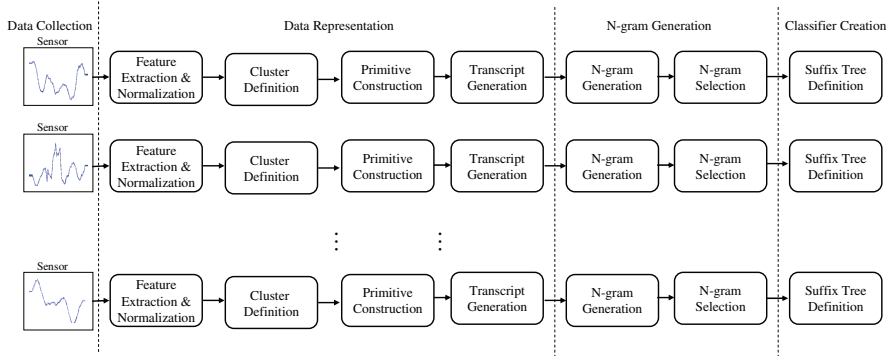 Data Collection
Data Representation
N-gram Generation
Classifier Creation
Sensor
Feature
Extraction &
Normalization
Cluster
Definition
Primitive
Construction
Transcript
Generation
N-gram
Generation
N-gram
Selection
Suffix Tree
Definition
Sensor
Feature
Extraction &
Normalization
Cluster
Definition
Primitive
Construction
Transcript
Generation
N-gram
Generation
N-gram
Selection
Suffix Tree
Definition
Sensor
Feature
Extraction &
Normalization
Cluster
Definition
Primitive
Construction
Transcript
Generation
N-gram
Generation
N-gram
Selection
Suffix Tree
Definition